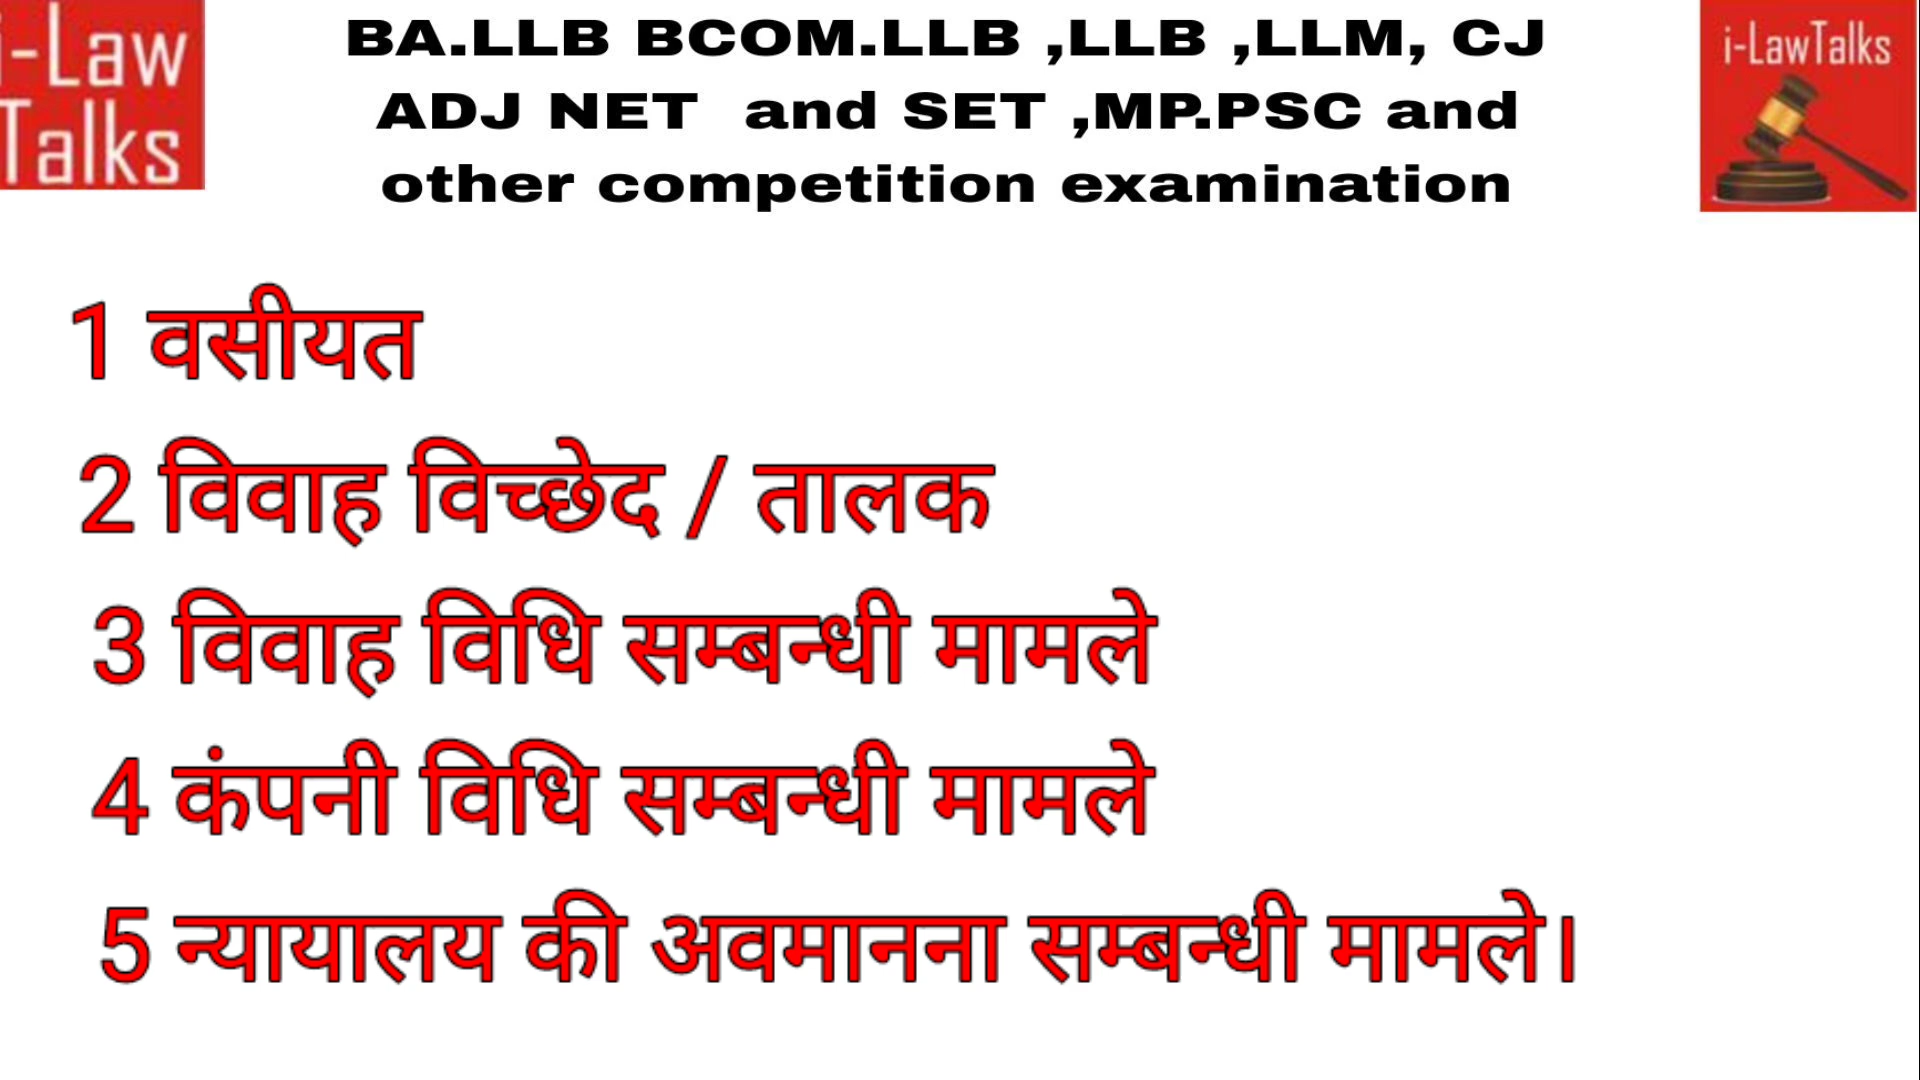 i-Law
Talks
BA.LLB BCOM.LLB ,LLB ,LLM, CJ
ADJ NET and SET ,MP.PSC and
other competition examination
i-LawTalks
1 वसीयत
2 विवाह विच्छेद / तालक
3 विवाह विधि सम्बन्धी मामले
4 कंपनी विधि सम्बन्धी मामले
5 न्यायालय की अवमानना सम्बन्धी मामले।